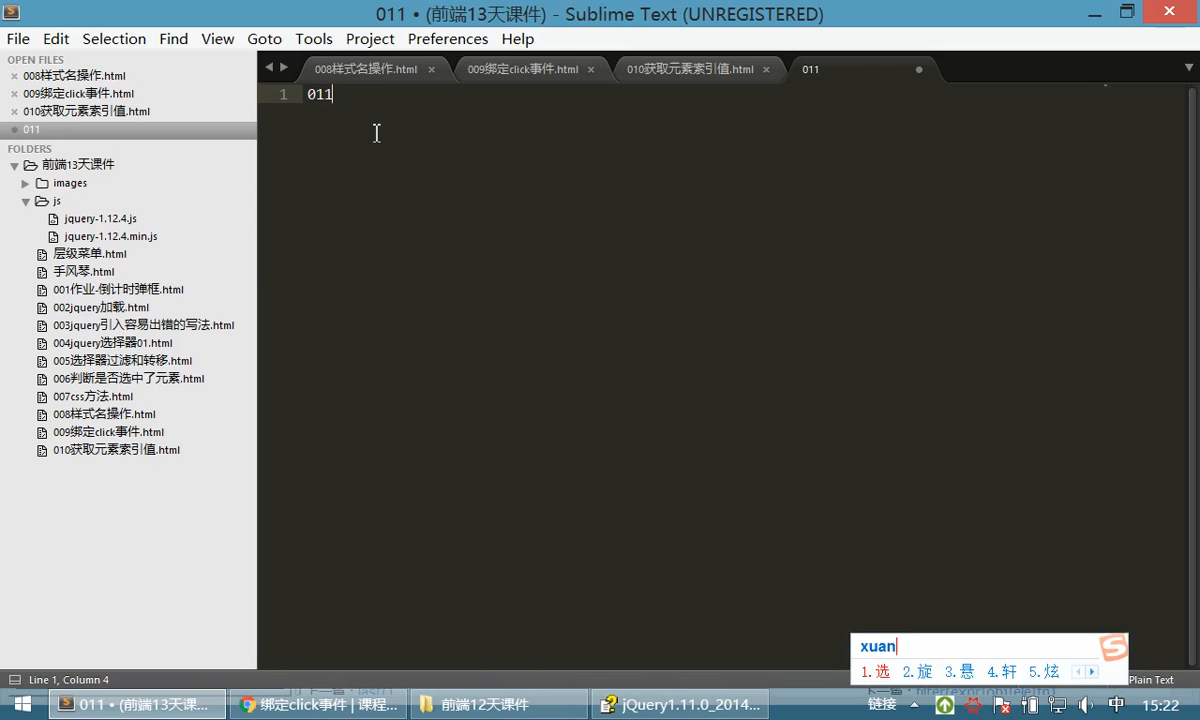 011 • (前端13天课件) - Sublime Text (UNREGISTERED)
File Edit Selection Find View Goto Tools Project Preferences Help
OPEN FILES
008样式名操作.html
009绑定click事件.html
010获取元素索引值.html
011
FOLDERS
前端13天课件
images
js
jquery-1.12.4.js
jquery-1.12.4.min.js
层级菜单.html
手风琴.html
001作业-倒计时弹框.html
002jquery加载.html
003jquery引入容易出错的写法.html
004jquery选择器01.html
005选择器过滤和转移.html
006判断是否选中了元素.html
007css方法.html
008样式名操作.html
009绑定click事件.html
010获取元素索引值.html
008样式名操作.html 009绑定click事件.html 010获取元素索引值.html 011
1 011
xuan
1.选 2.旋 3.悬 4.轩 5.炫
Line 1, Column 4 Plain Text
011 • (前端13天课... 绑定click事件 | 课程... 前端12天课件 jQuery1.11.0_2014... 链接 中 15:22